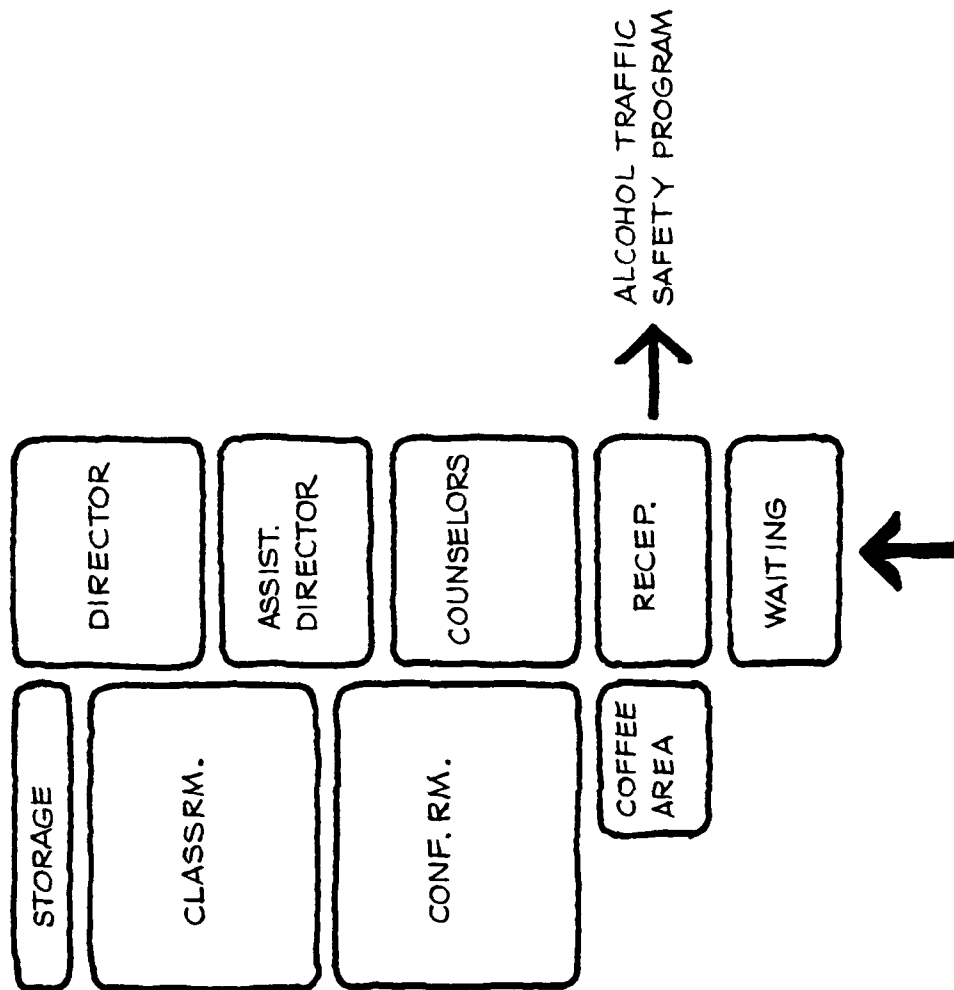 COFFEE
AREA
CONF. RM.
CLASSRM.
STORAGE
WAITING
RECEP.
COUNSELORS
ASSIST.
DIRECTOR
DIRECTOR
ALCOHOL TRAFFIC
SAFETY PROGRAM